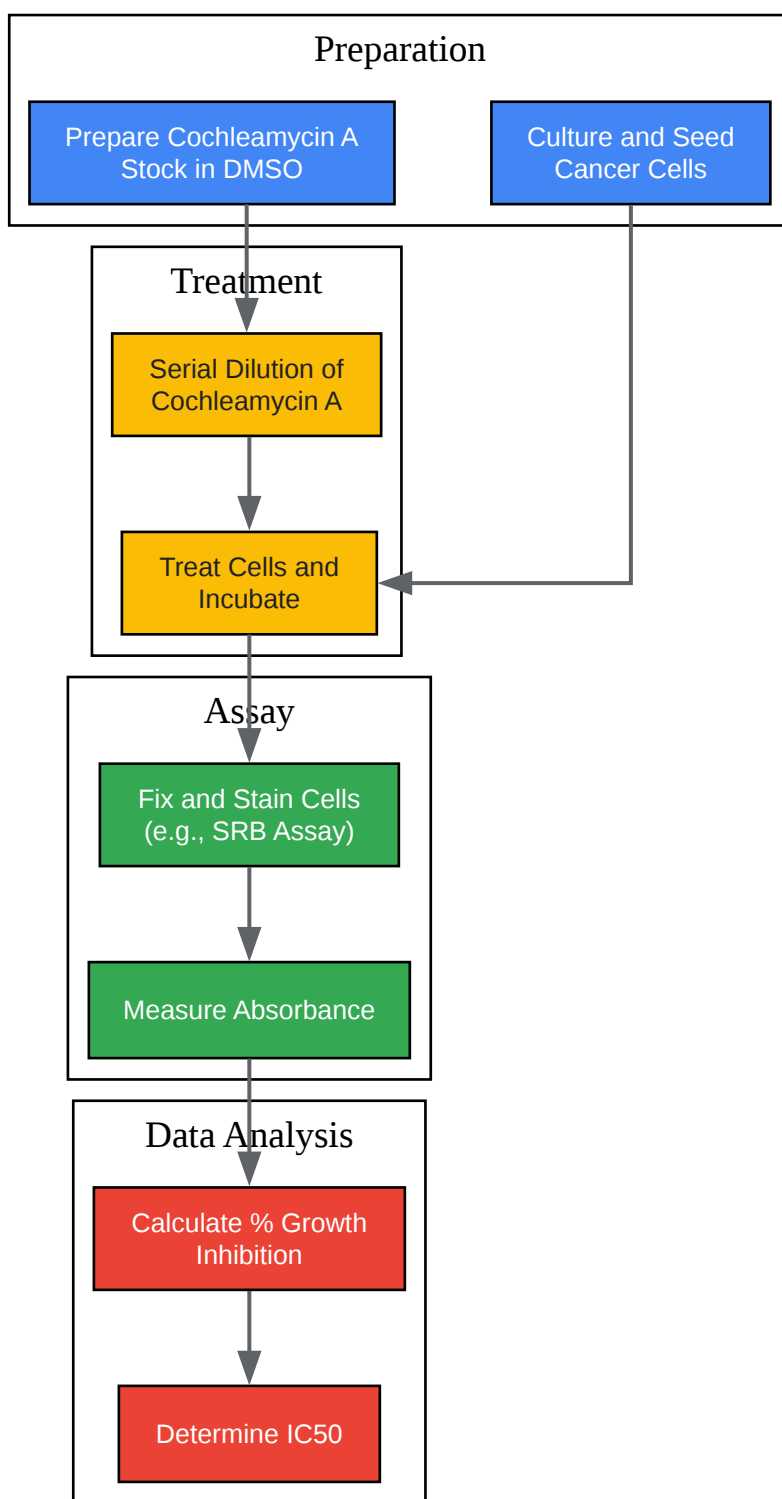 Preparation
Prepare Cochleamycin A
Stock in DMSO
Culture and Seed
Cancer Cells
Treatment
Serial Dilution of
Cochleamycin A
Treat Cells and
Incubate
Assay
Fix and Stain Cells
(e.g., SRB Assay)
Measure Absorbance
Data Analysis
Calculate % Growth
Inhibition
Determine IC50